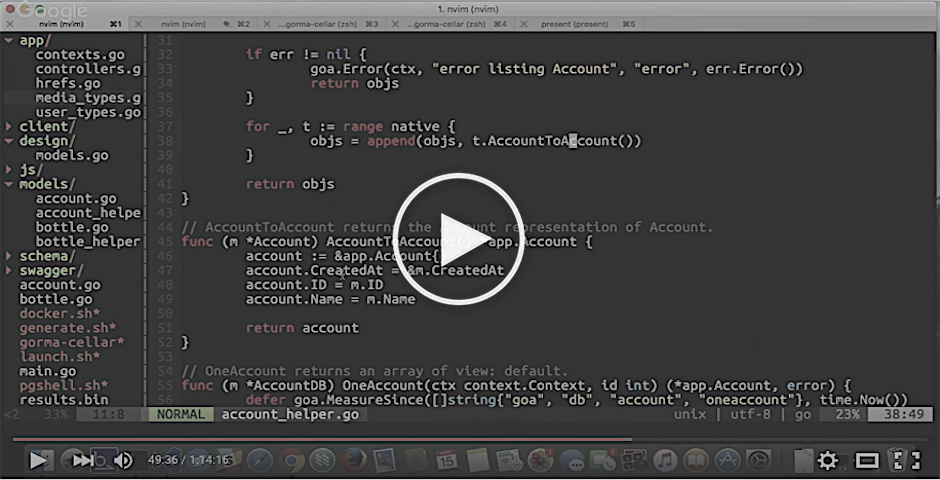 Google
1. nvim (nvim)
nvim (nvim) ⌘1
nvim (nvim) ⌘2
...gorma-cellar (zsh) ⌘3
...gorma-cellar (zsh) ⌘4
present (present) ⌘5
app/
contexts.go
controllers.g
hrefs.go
media_types.g
user_types.go
client/
design/
models.go
js/
models/
account.go
account_helpe
bottle.go
bottle_helper
schema/
swagger/
account.go
bottle.go
docker.sh*
generate.sh*
gorma-cellar*
launch.sh*
main.go
pgshell.sh*
results.bin
31
32 if err != nil {
33 goa.Error(ctx, "error listing Account", "error", err.Error())
34 return objs
35 }
36
37 for _, t := range native {
38 objs = append(objs, t.AccountToAccount())
39 }
40
41 return objs
42 }
43
44 // AccountToAccount returns the Account representation of Account.
45 func (m *Account) AccountToAccount() *app.Account {
46 account := &app.Account{
47 account.CreatedAt = &m.CreatedAt
48 account.ID = m.ID
49 account.Name = m.Name
50
51 return account
52 }
53
54 // OneAccount returns an array of view: default.
55 func (m *AccountDB) OneAccount(ctx context.Context, id int) (*app.Account, error) {
56 defer goa.MeasureSince([]string{"goa", "db", "account", "oneaccount"}, time.Now())
<2 33% 11:8 NORMAL account_helper.go unix | utf-8 | go 23% 38:49
49:36 / 1:14:16
15